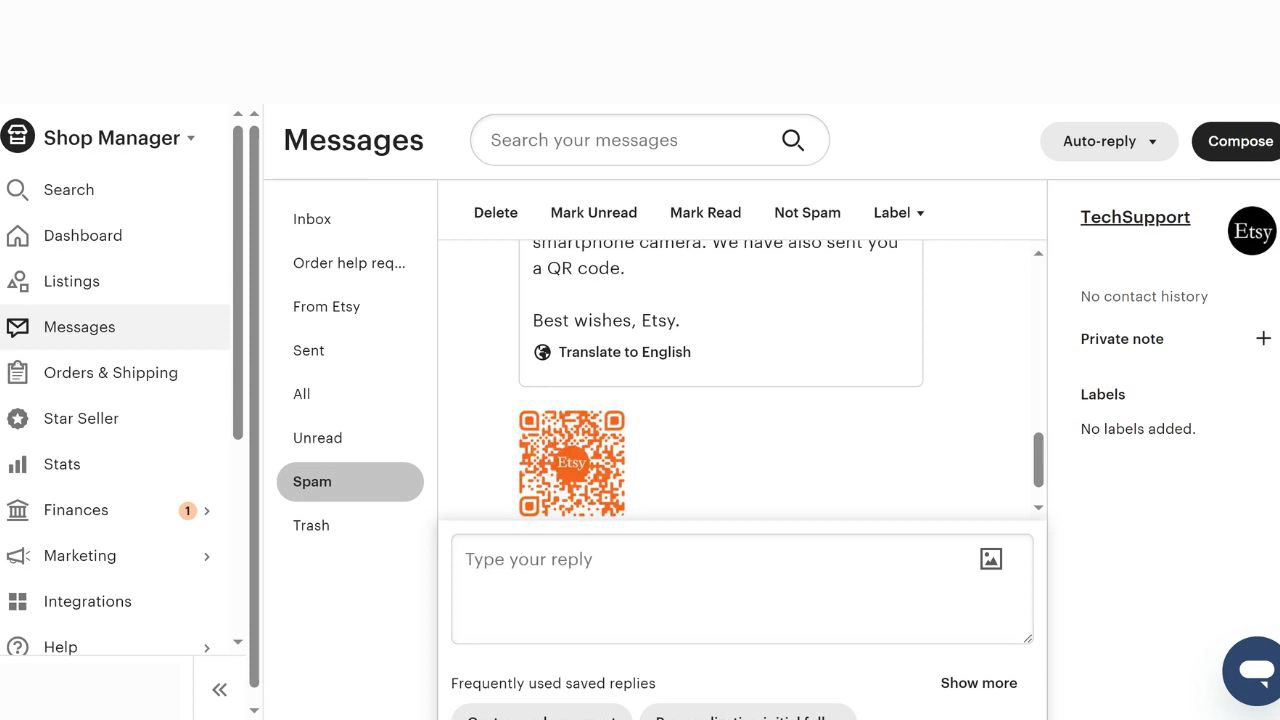 Shop Manager
Search
Dashboard
Listings
Messages
Orders & Shipping
Star Seller
Stats
Finances 1
Marketing
Integrations
Help
Messages
Search your messages
Auto-reply
Compose
Inbox
Order help req...
From Etsy
Sent
All
Unread
Spam
Trash
Delete Mark Unread Mark Read Not Spam Label
smartphone camera. We have also sent you
a QR code.
Best wishes, Etsy.
Translate to English
Etsy
Type your reply
Frequently used saved replies
Show more
TechSupport
Etsy
No contact history
Private note
Labels
No labels added.